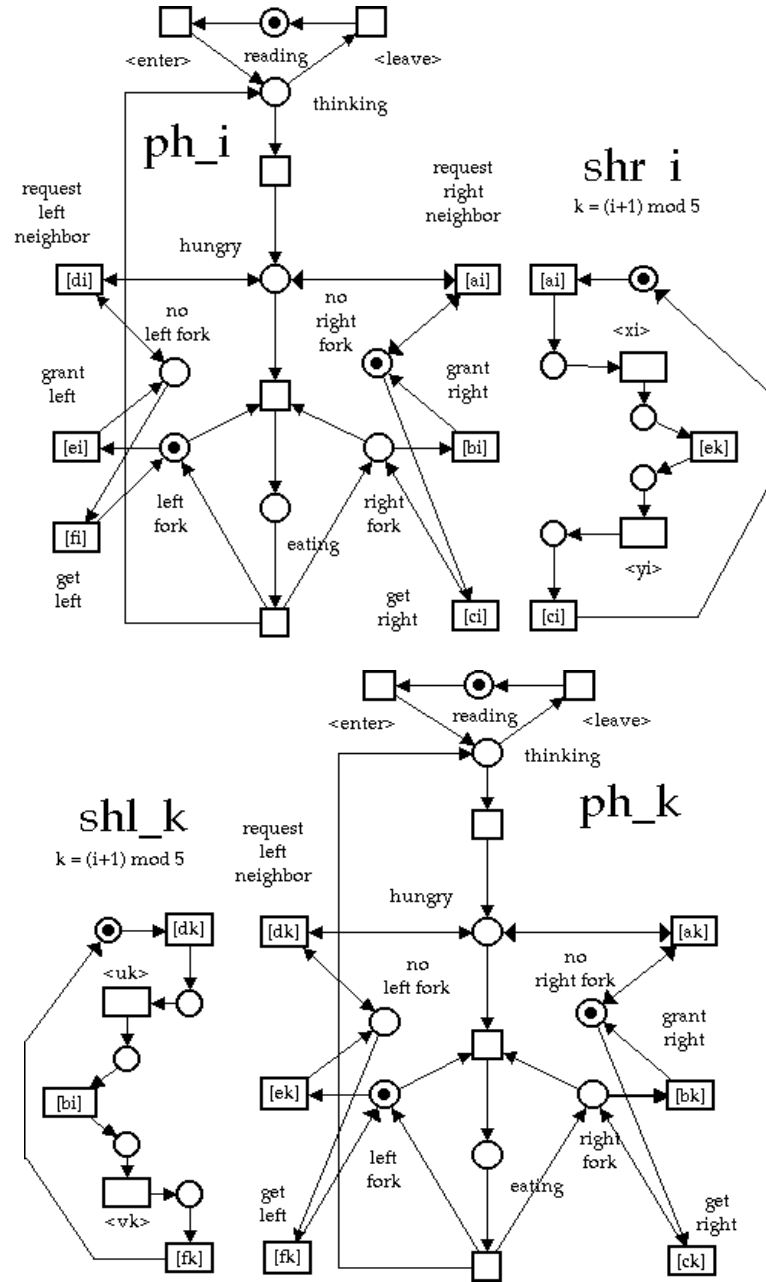 reading
<enter>
<leave>
thinking
ph_i
shr_i
k = (i+1) mod 5
request
left
neighbor
request
right
neighbor
hungry
[di]
[ai]
[ai]
no
left fork
no
right
fork
<xi>
grant
left
grant
right
[ei]
[bi]
[ek]
left
fork
right
fork
[fi]
eating
<yi>
get
left
get
right
[ci]
[ci]
reading
<enter>
<leave>
thinking
shl_k
k = (i+1) mod 5
ph_k
request
left
neighbor
hungry
[dk]
[dk]
[ak]
<uk>
no
left fork
no
right fork
grant
right
[bi]
[ek]
[bk]
left
fork
right
fork
<vk>
get
left
eating
get
right
[fk]
[fk]
[ck]